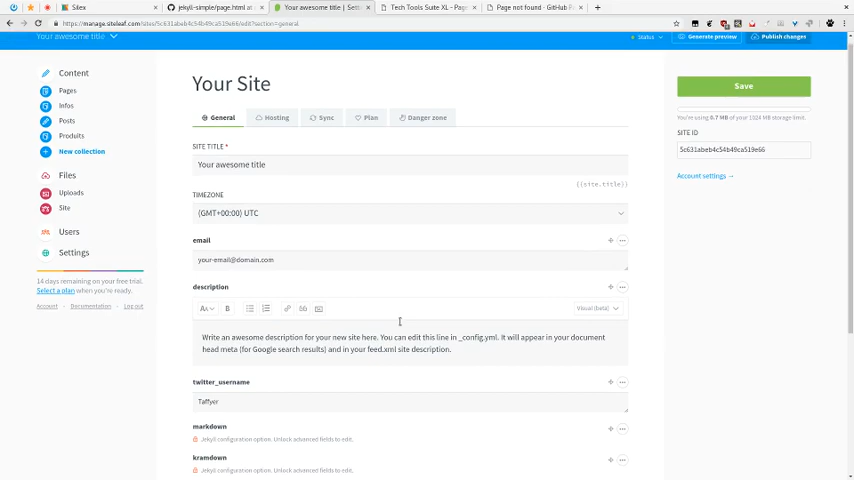 Silex
jekyll-simple/page.html at
Your awesome title | Sett
Tech Tools Suite XL - Page
Page not found · GitHub P
https://manage.siteleaf.com/sites/5c631abeb4c54b49ca519e66/edit?section=general
Your awesome title
Status
Generate preview
Publish changes
Content
Pages
Infos
Posts
Produits
New collection
Files
Uploads
Site
Users
Settings
14 days remaining on your free trial.
Select a plan when you're ready.
Account Documentation Log out
Your Site
General
Hosting
Sync
Plan
Danger zone
SITE TITLE *
Your awesome title
{{site.title}}
TIMEZONE
(GMT+00:00) UTC
email
your-email@domain.com
description
Aa
B
Visual (beta)
Write an awesome description for your new site here. You can edit this line in _config.yml. It will appear in your document
head meta (for Google search results) and in your feed.xml site description.
twitter_username
Taffyer
markdown
Jekyll configuration option. Unlock advanced fields to edit.
kramdown
Jekyll configuration option. Unlock advanced fields to edit.
Save
You're using 0.7 MB of your 1024 MB storage limit.
SITE ID
5c631abeb4c54b49ca519e66
Account settings →